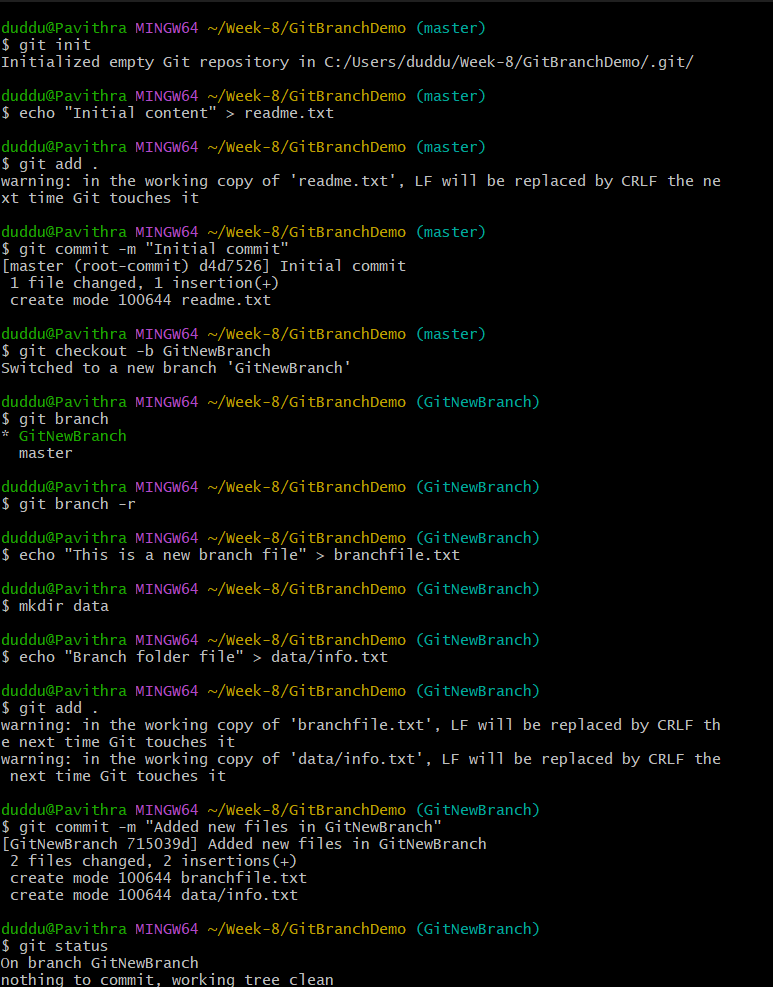 duddu@Pavithra MINGW64 ~/Week-8/GitBranchDemo (master)
$ git init
Initialized empty Git repository in C:/Users/duddu/Week-8/GitBranchDemo/.git/
duddu@Pavithra MINGW64 ~/Week-8/GitBranchDemo (master)
$ echo "Initial content" > readme.txt
duddu@Pavithra MINGW64 ~/Week-8/GitBranchDemo (master)
$ git add .
warning: in the working copy of 'readme.txt', LF will be replaced by CRLF the ne
xt time Git touches it
duddu@Pavithra MINGW64 ~/Week-8/GitBranchDemo (master)
$ git commit -m "Initial commit"
[master (root-commit) d4d7526] Initial commit
 1 file changed, 1 insertion(+)
 create mode 100644 readme.txt
duddu@Pavithra MINGW64 ~/Week-8/GitBranchDemo (master)
$ git checkout -b GitNewBranch
Switched to a new branch 'GitNewBranch'
duddu@Pavithra MINGW64 ~/Week-8/GitBranchDemo (GitNewBranch)
$ git branch
* GitNewBranch
  master
duddu@Pavithra MINGW64 ~/Week-8/GitBranchDemo (GitNewBranch)
$ git branch -r
duddu@Pavithra MINGW64 ~/Week-8/GitBranchDemo (GitNewBranch)
$ echo "This is a new branch file" > branchfile.txt
duddu@Pavithra MINGW64 ~/Week-8/GitBranchDemo (GitNewBranch)
$ mkdir data
duddu@Pavithra MINGW64 ~/Week-8/GitBranchDemo (GitNewBranch)
$ echo "Branch folder file" > data/info.txt
duddu@Pavithra MINGW64 ~/Week-8/GitBranchDemo (GitNewBranch)
$ git add .
warning: in the working copy of 'branchfile.txt', LF will be replaced by CRLF th
e next time Git touches it
warning: in the working copy of 'data/info.txt', LF will be replaced by CRLF the
 next time Git touches it
duddu@Pavithra MINGW64 ~/Week-8/GitBranchDemo (GitNewBranch)
$ git commit -m "Added new files in GitNewBranch"
[GitNewBranch 715039d] Added new files in GitNewBranch
 2 files changed, 2 insertions(+)
 create mode 100644 branchfile.txt
 create mode 100644 data/info.txt
duddu@Pavithra MINGW64 ~/Week-8/GitBranchDemo (GitNewBranch)
$ git status
On branch GitNewBranch
nothing to commit, working tree clean